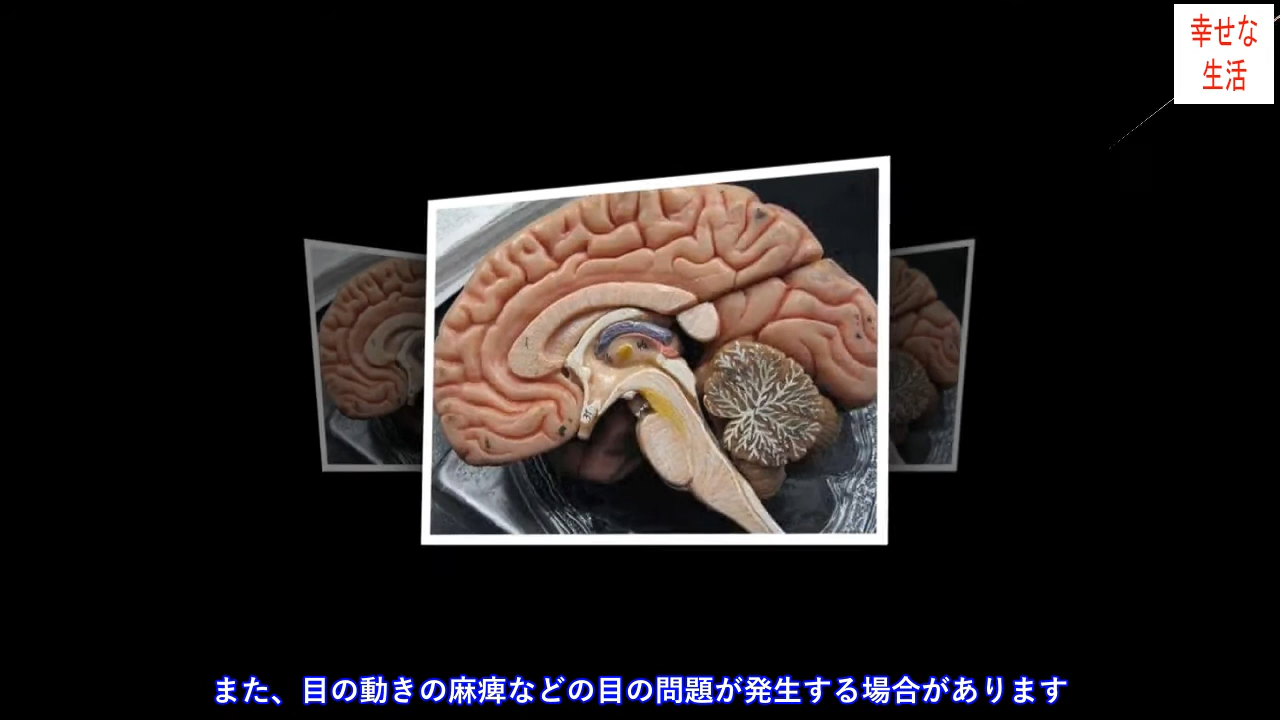 幸せな
生活
また、目の動きの麻痺などの目の問題が発生する場合があります